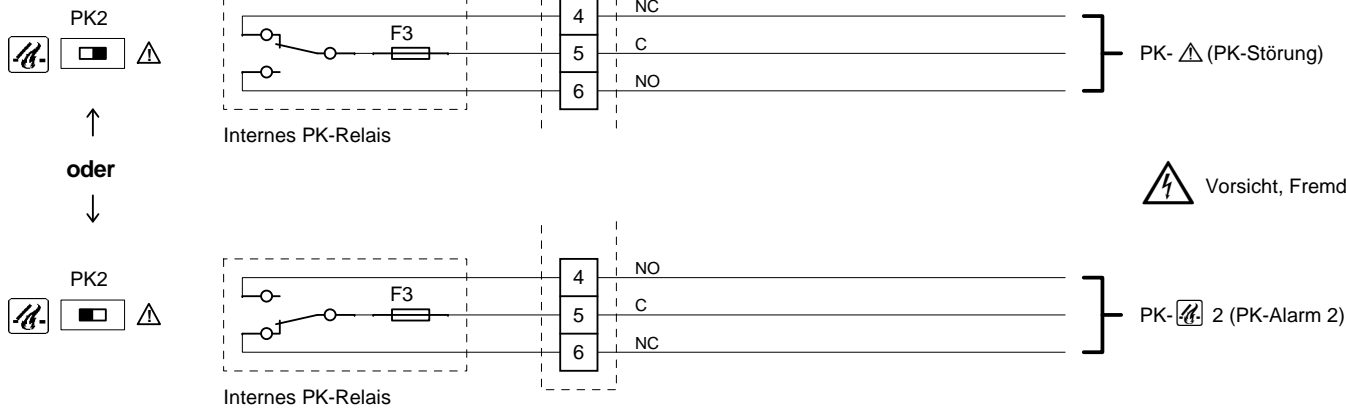 PK2
F3
4 NC
5 C
6 NO
PK- (PK-Störung)
Internes PK-Relais
oder
Vorsicht, Fremd
PK2
F3
4 NO
5 C
6 NC
PK- 2 (PK-Alarm 2)
Internes PK-Relais